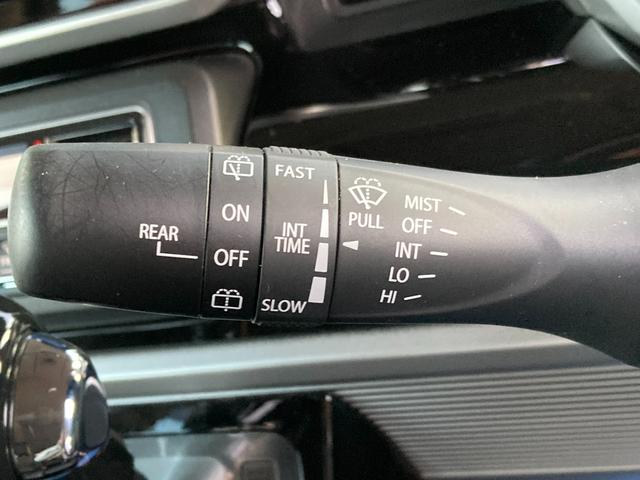 REAR
ON
OFF
FAST
INT
TIME
SLOW
PULL
MIST
OFF
INT
LO
HI